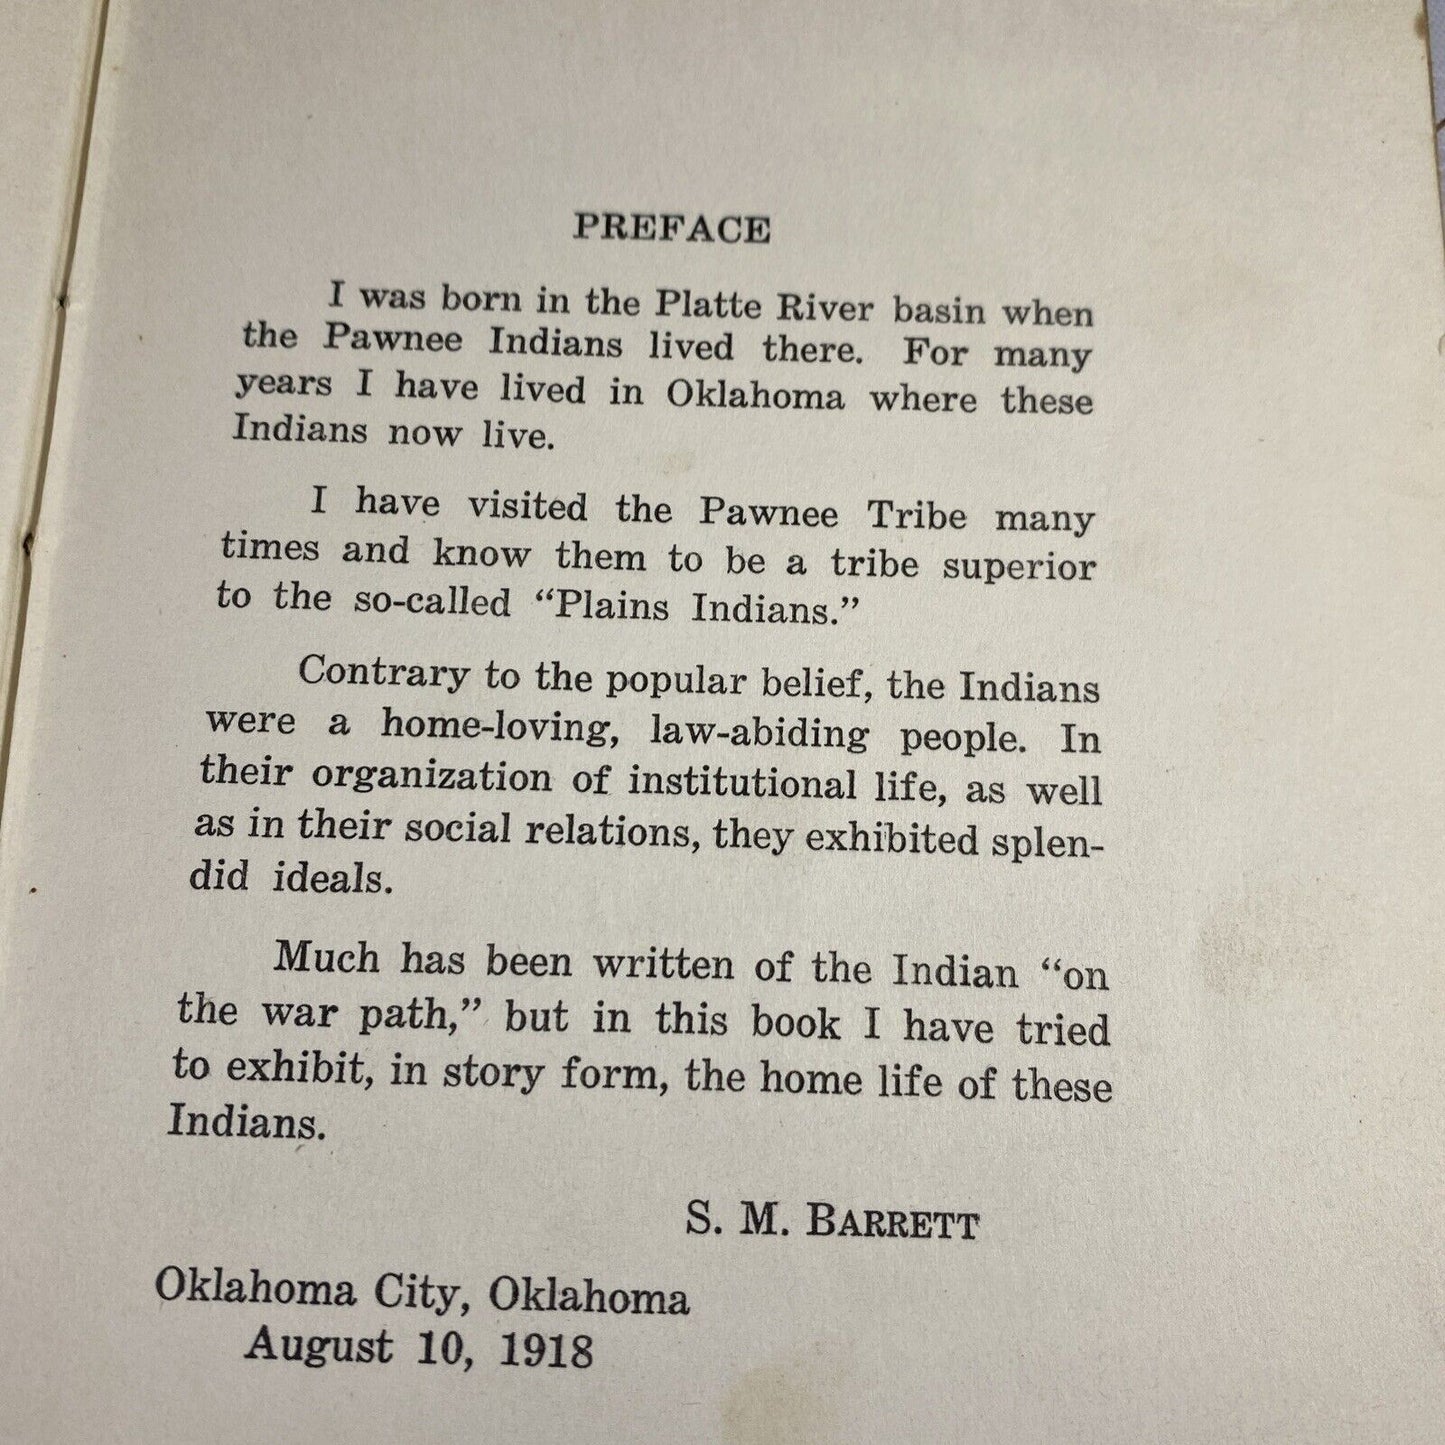 PREFACE
I was born in the Platte River basin when
the Pawnee Indians lived there. For many
years I have lived in Oklahoma where these
Indians now live.
I have visited the Pawnee Tribe many
times and know them to be a tribe superior
to the so-called “Plains Indians.”
Contrary to the popular belief, the Indians
were a home-loving, law-abiding people. In
their organization of institutional life, as well
as in their social relations, they exhibited splen-
did ideals.
Much has been written of the Indian “on
the war path,” but in this book I have tried
to exhibit, in story form, the home life of these
Indians.
S. M. BARRETT
Oklahoma City, Oklahoma
August 10, 1918